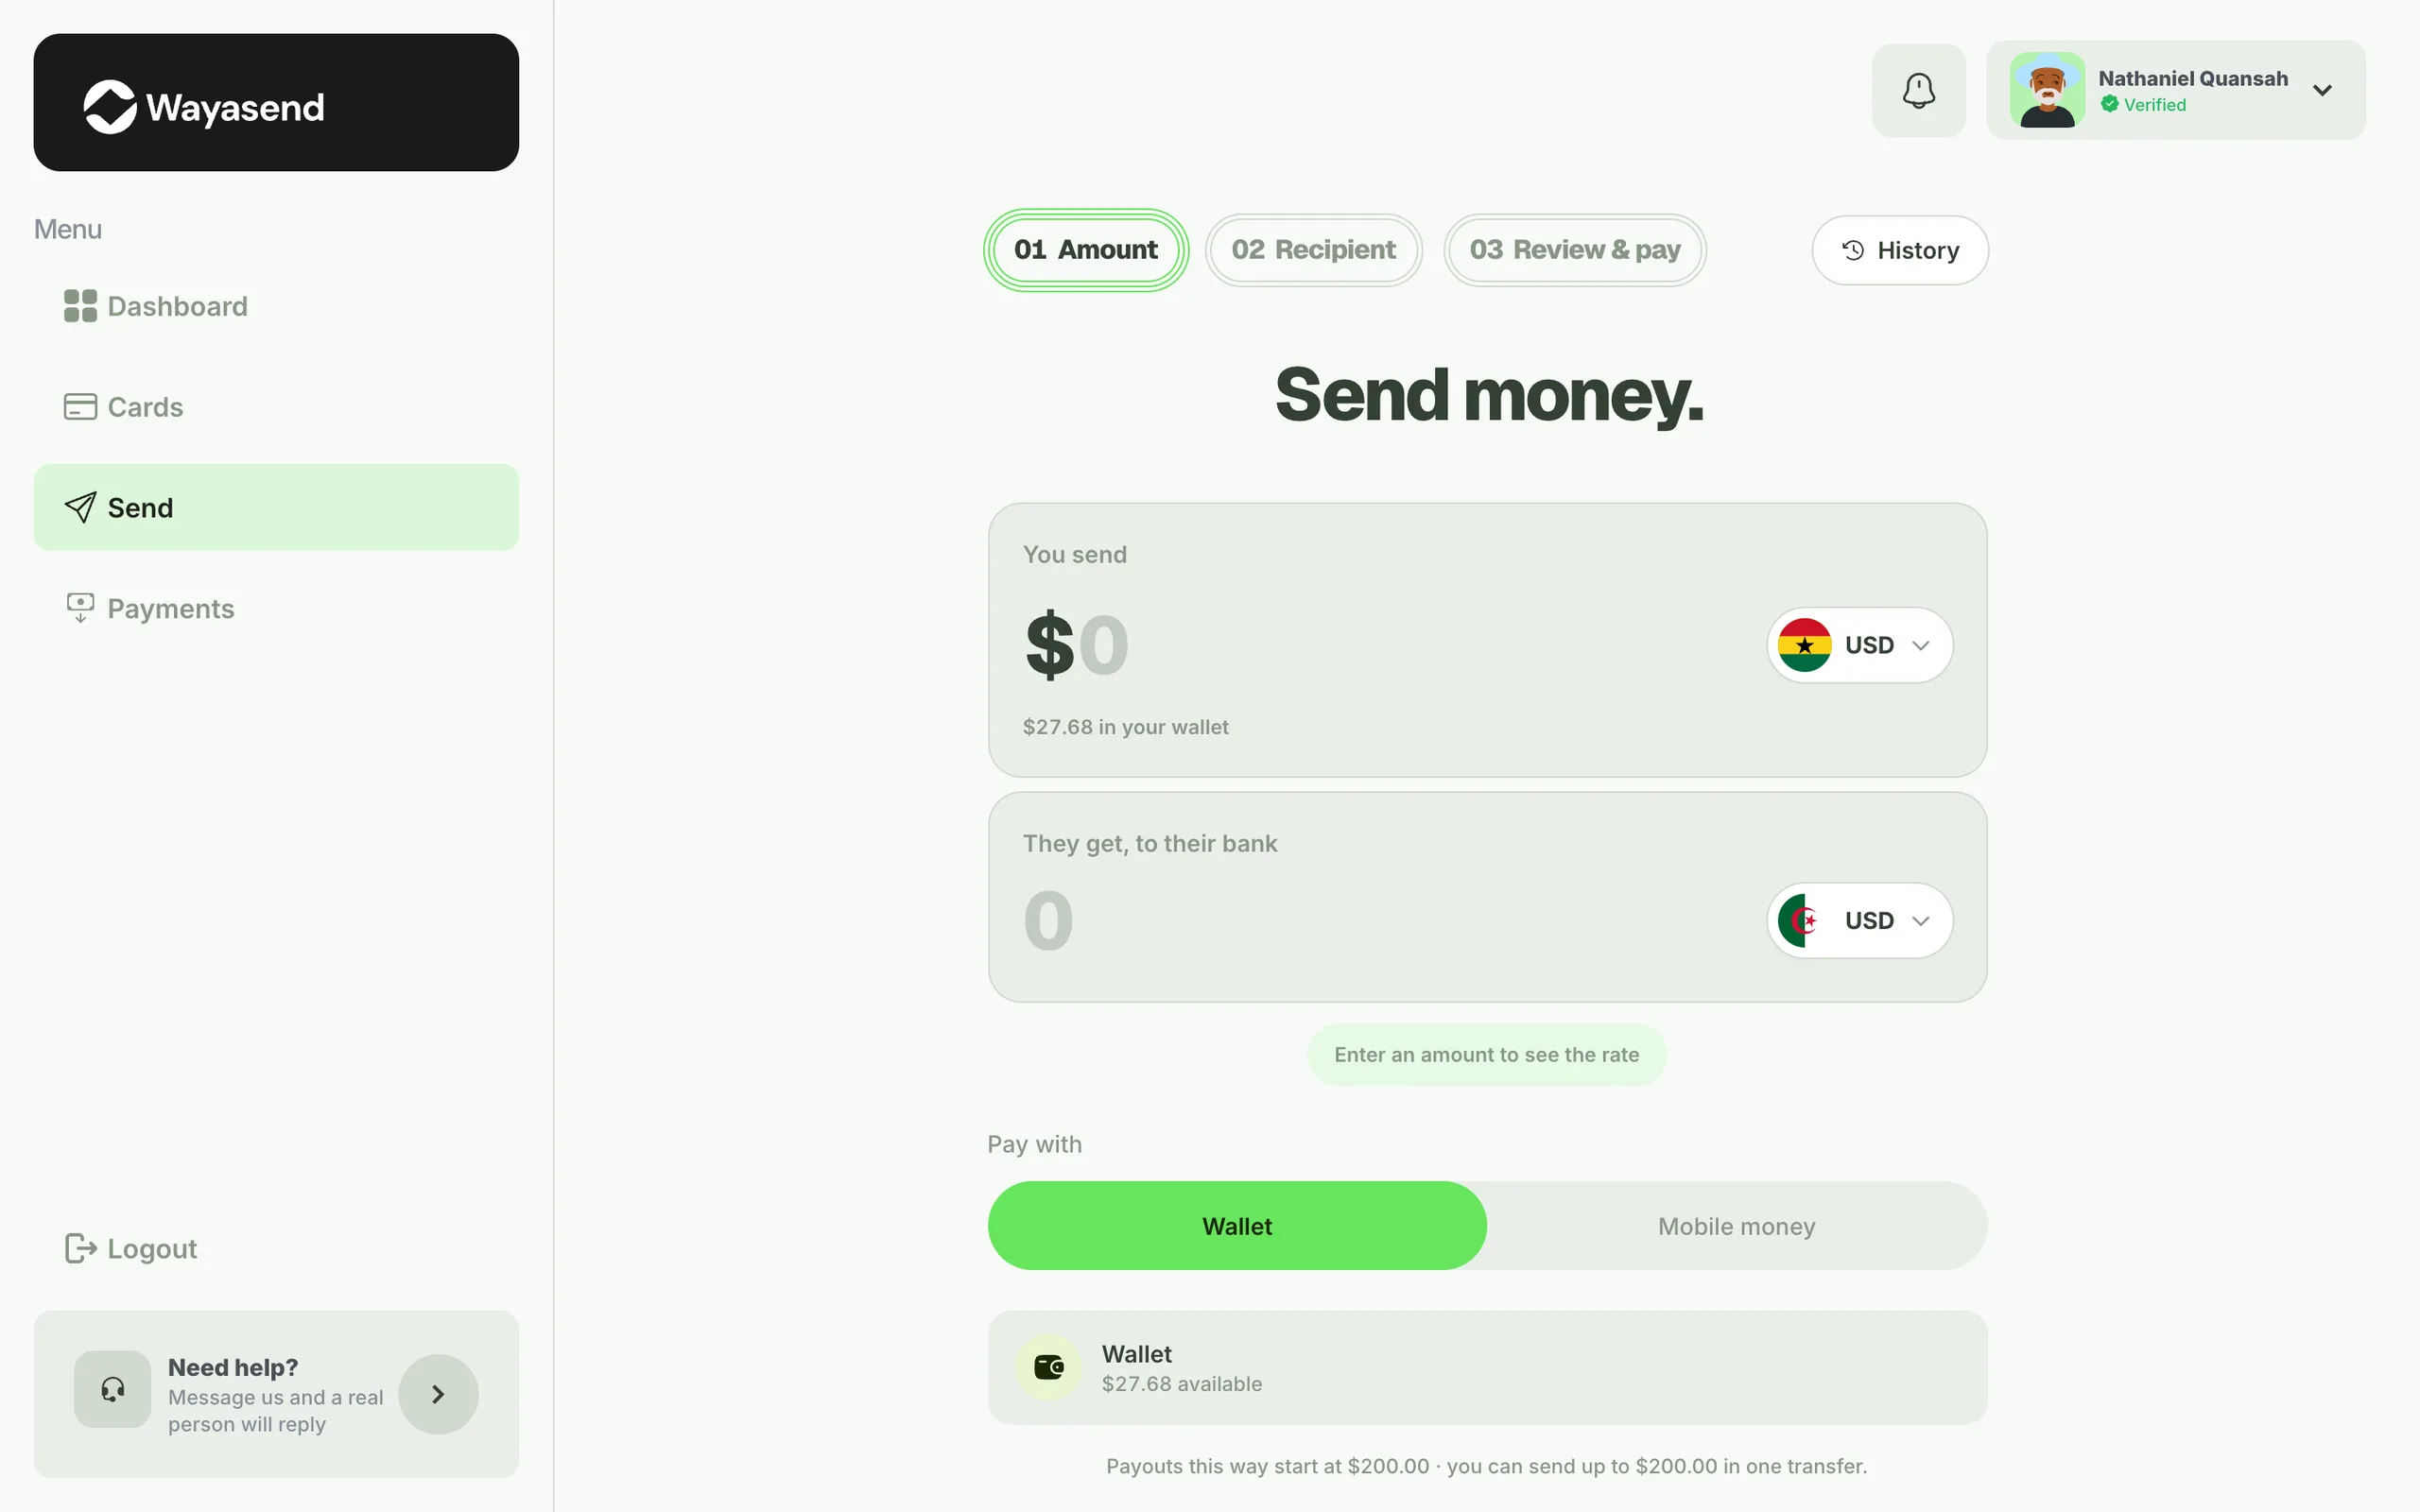 Wayasend
Menu
Dashboard
Cards
Send
Payments
Logout
Need help?
Message us and a real
person will reply
Nathaniel Quansah
Verified
01 Amount
02 Recipient
03 Review & pay
History
Send money.
You send
$0
USD
$27.68 in your wallet
They get, to their bank
0
USD
Enter an amount to see the rate
Pay with
Wallet
Mobile money
Wallet
$27.68 available
Payouts this way start at $200.00 · you can send up to $200.00 in one transfer.